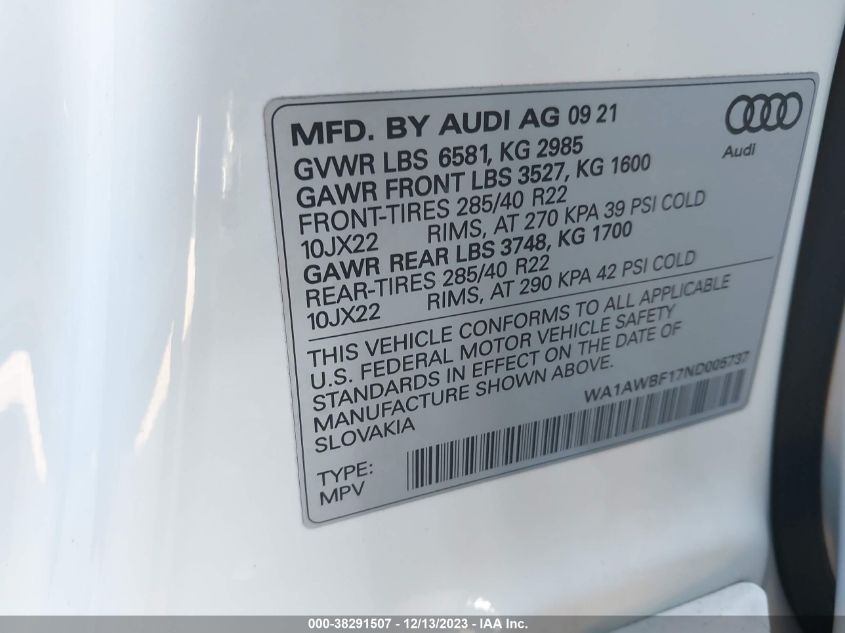 MFD. BY AUDI AG 09 21
Audi
GVWR LBS 6581, KG 2985
GAWR FRONT LBS 3527, KG 1600
FRONT-TIRES 285/40 R22
10JX22 RIMS, AT 270 KPA 39 PSI COLD
GAWR REAR LBS 3748, KG 1700
REAR-TIRES 285/40 R22
10JX22 RIMS, AT 290 KPA 42 PSI COLD
THIS VEHICLE CONFORMS TO ALL APPLICABLE
U.S. FEDERAL MOTOR VEHICLE SAFETY
STANDARDS IN EFFECT ON THE DATE OF
MANUFACTURE SHOWN ABOVE.
SLOVAKIA
WA1AWBF17ND005737
TYPE:
MPV
000-38291507 - 12/13/2023 - IAA Inc.